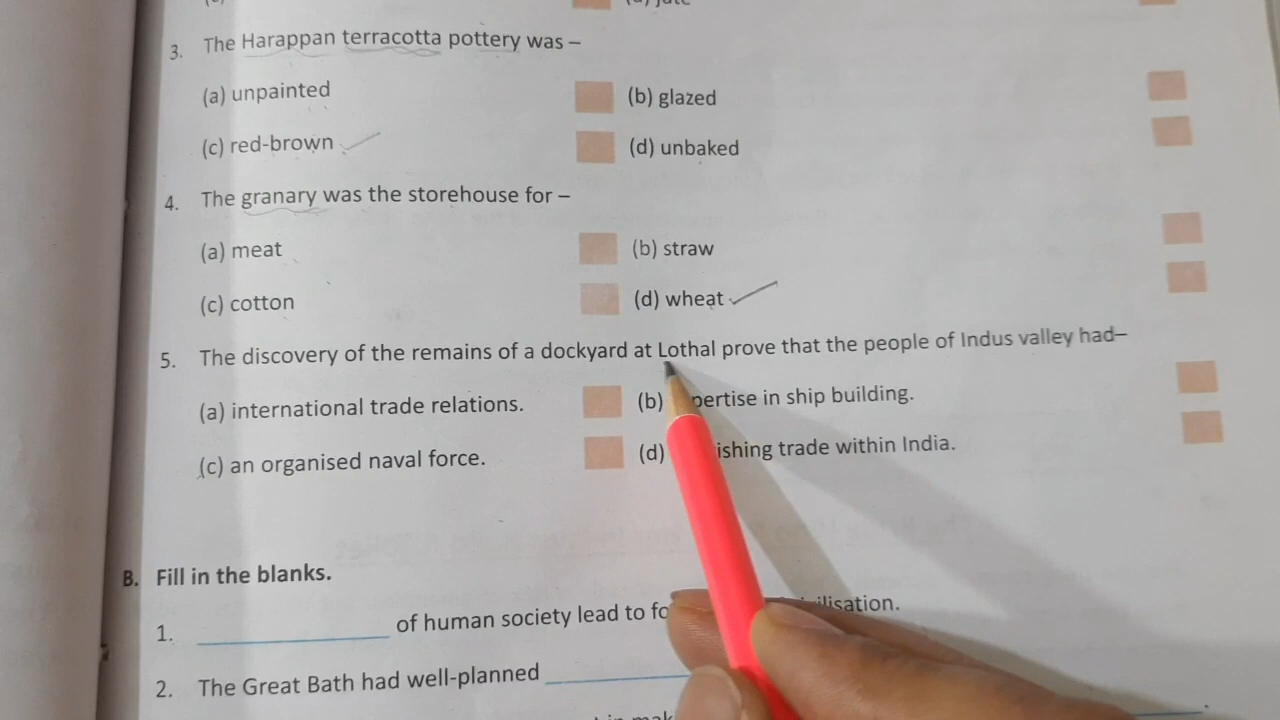 3. The Harappan terracotta pottery was –
(a) unpainted (b) glazed
(c) red-brown (d) unbaked
4. The granary was the storehouse for –
(a) meat (b) straw
(c) cotton (d) wheat
5. The discovery of the remains of a dockyard at Lothal prove that the people of Indus valley had–
(a) international trade relations. (b) pertise in ship building.
(c) an organised naval force. (d) ishing trade within India.
B. Fill in the blanks.
1. of human society lead to fo ilisation.
2. The Great Bath had well-planned